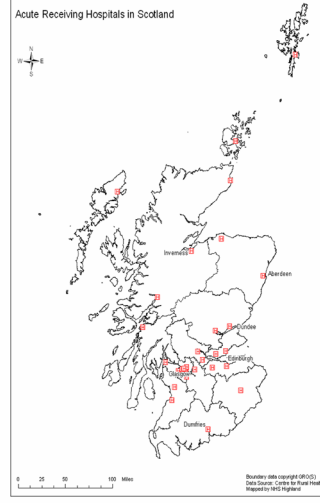 Acute Receiving Hospitals in Scotland
N
W E
S
Inverness
Aberdeen
Dundee
Edinburgh
Glasgow
Dumfries
0 25 50 100 Miles
Boundary data copyright GRO(S)
Data Source: Centre for Rural Heal
Mapped by NHS Highland